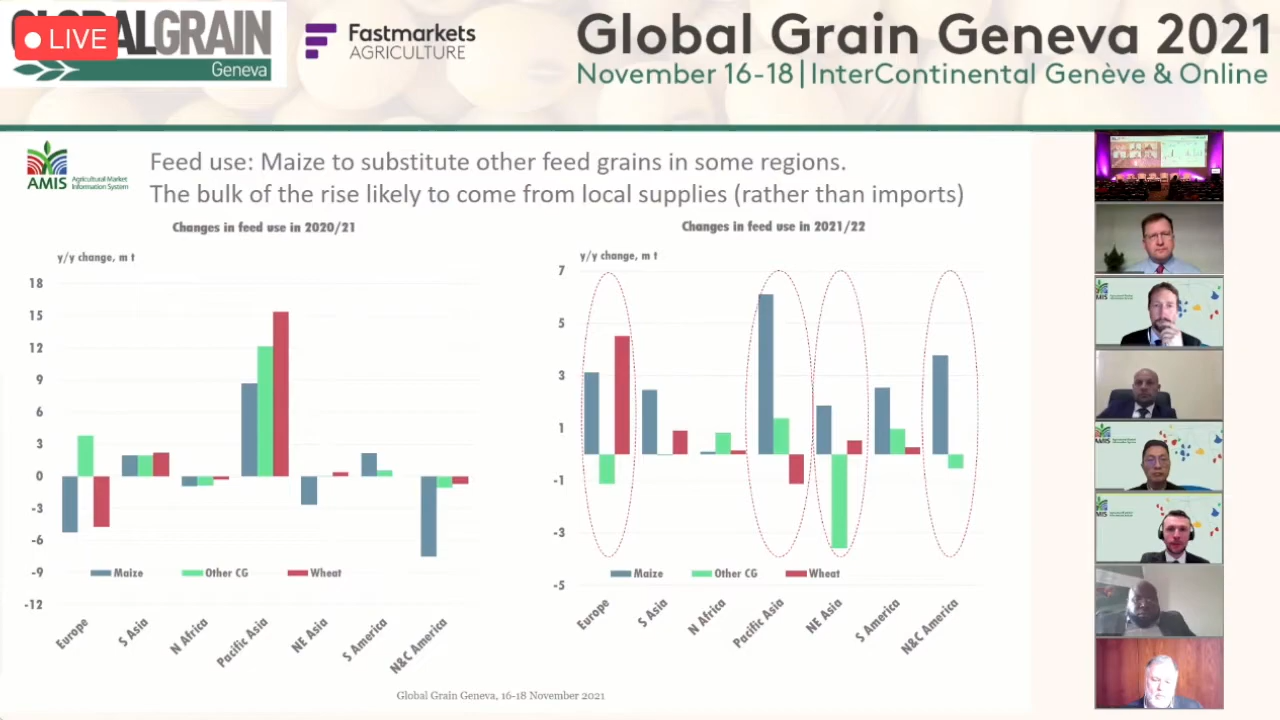 GLOBALGRAIN
LIVE
Geneva
Fastmarkets
AGRICULTURE
Global Grain Geneva 2021
November 16-18 | InterContinental Genève & Online
AMIS Agricultural Market
Information System
Feed use: Maize to substitute other feed grains in some regions.
The bulk of the rise likely to come from local supplies (rather than imports)
Changes in feed use in 2020/21
y/y change, m t
18
15
12
9
6
3
0
-3
-6
-9
-12
Maize Other CG Wheat
Europe S Asia N Africa Pacific Asia NE Asia S America N&C America
Changes in feed use in 2021/22
y/y change, m t
7
5
3
1
-1
-3
-5
Maize Other CG Wheat
Europe S Asia N Africa Pacific Asia NE Asia S America N&C America
Global Grain Geneva, 16-18 November 2021
AMIS
AMIS
AMIS